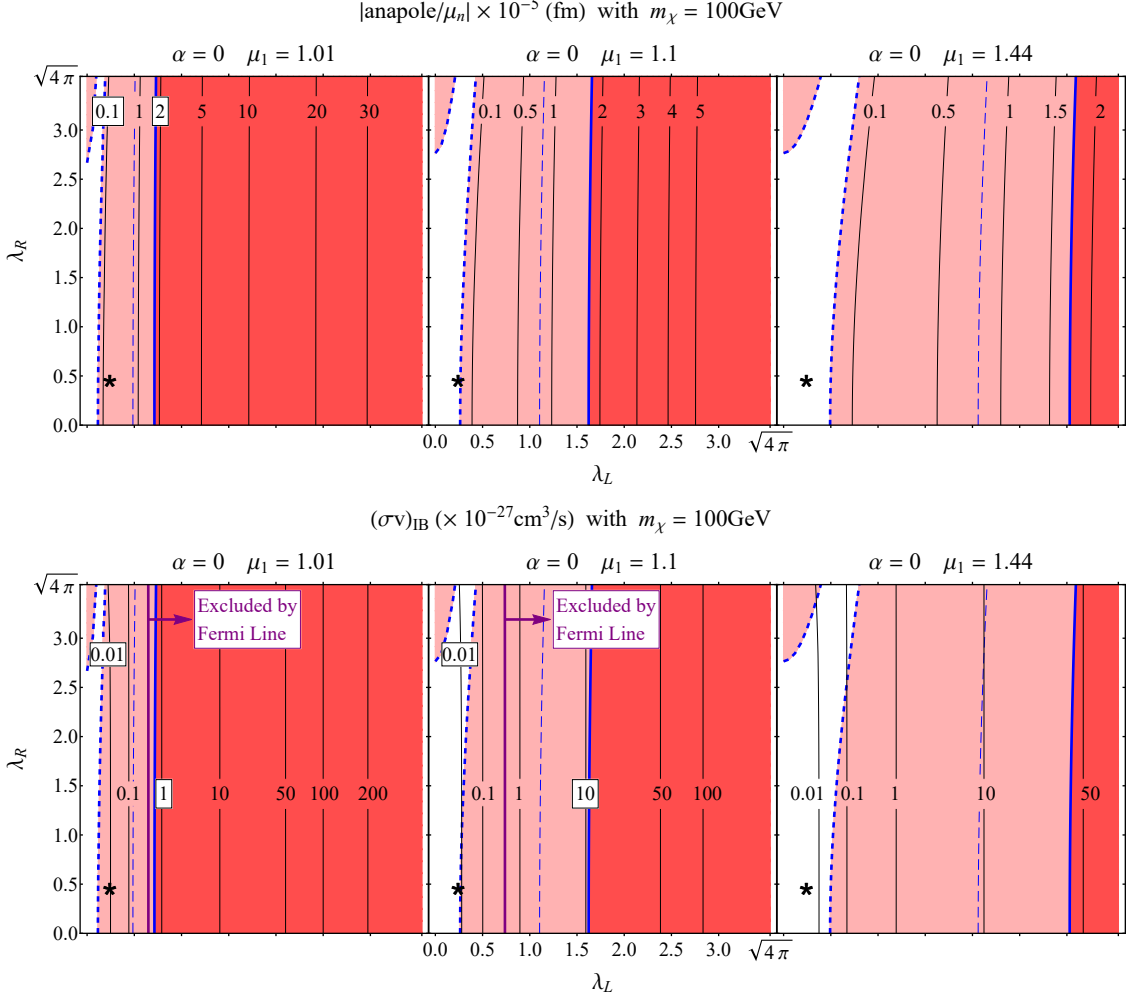 |anapole/μₙ| × 10⁻⁵ (fm) with m_χ = 100GeV
α = 0 μ₁ = 1.01
α = 0 μ₁ = 1.1
α = 0 μ₁ = 1.44
√4π
3.0
2.5
2.0
1.5
1.0
0.5
0.0
λ_R
0.1 1 2 5 10 20 30
0.1 0.5 1 2 3 4 5
0.1 0.5 1 1.5 2
*
*
*
0.0 0.5 1.0 1.5 2.0 2.5 3.0 √4π
λ_L
(σv)_IB (× 10⁻²⁷cm³/s) with m_χ = 100GeV
α = 0 μ₁ = 1.01
α = 0 μ₁ = 1.1
α = 0 μ₁ = 1.44
√4π
3.0
2.5
2.0
1.5
1.0
0.5
0.0
λ_R
Excluded by
Fermi Line
0.01
0.1 1 10 50 100 200
*
Excluded by
Fermi Line
0.01
0.1 1 10 50 100
*
0.01 0.1 1 10 50
*
0.0 0.5 1.0 1.5 2.0 2.5 3.0 √4π
λ_L